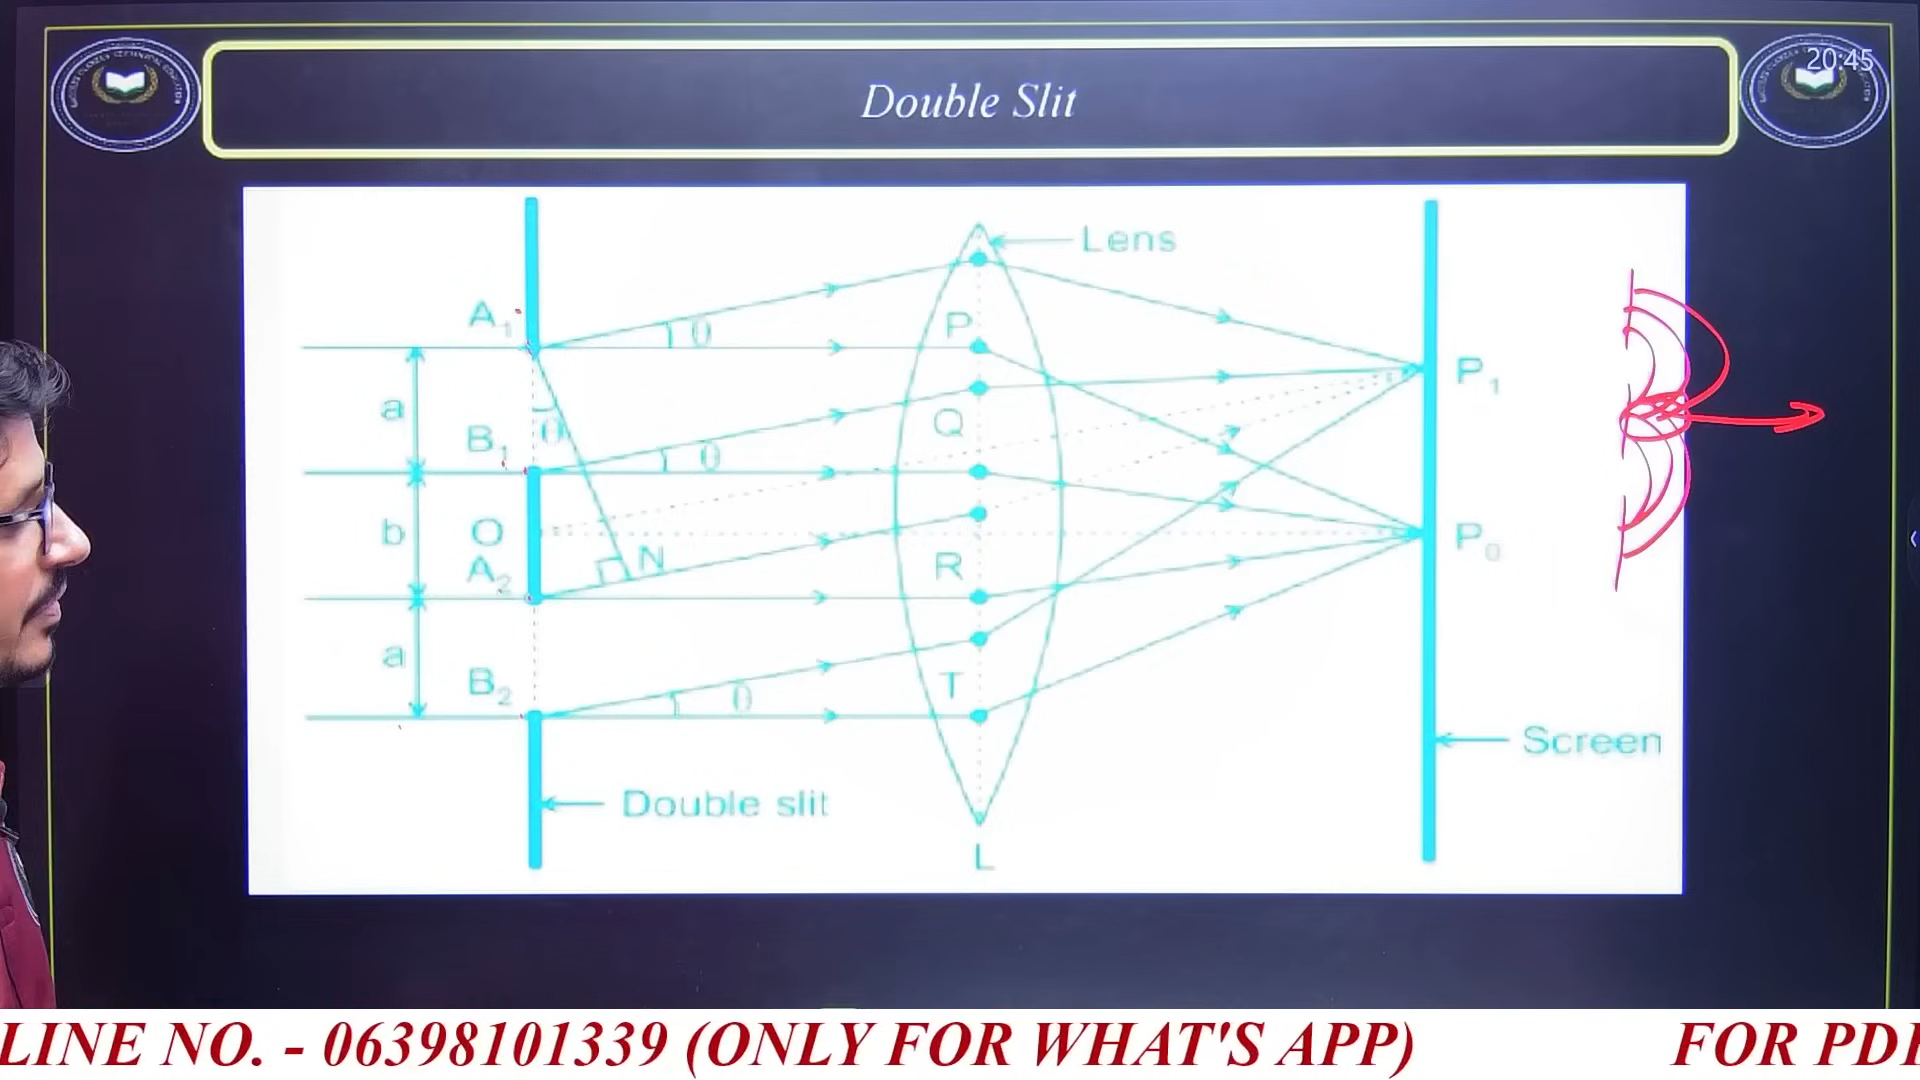 20:45
Double Slit
Lens
A1
θ
P
P1
a
B1
θ
θ
Q
b
O
A2
N
R
P0
a
B2
θ
T
Screen
Double slit
L
LINE NO. - 06398101339 (ONLY FOR WHAT'S APP)
FOR PDF